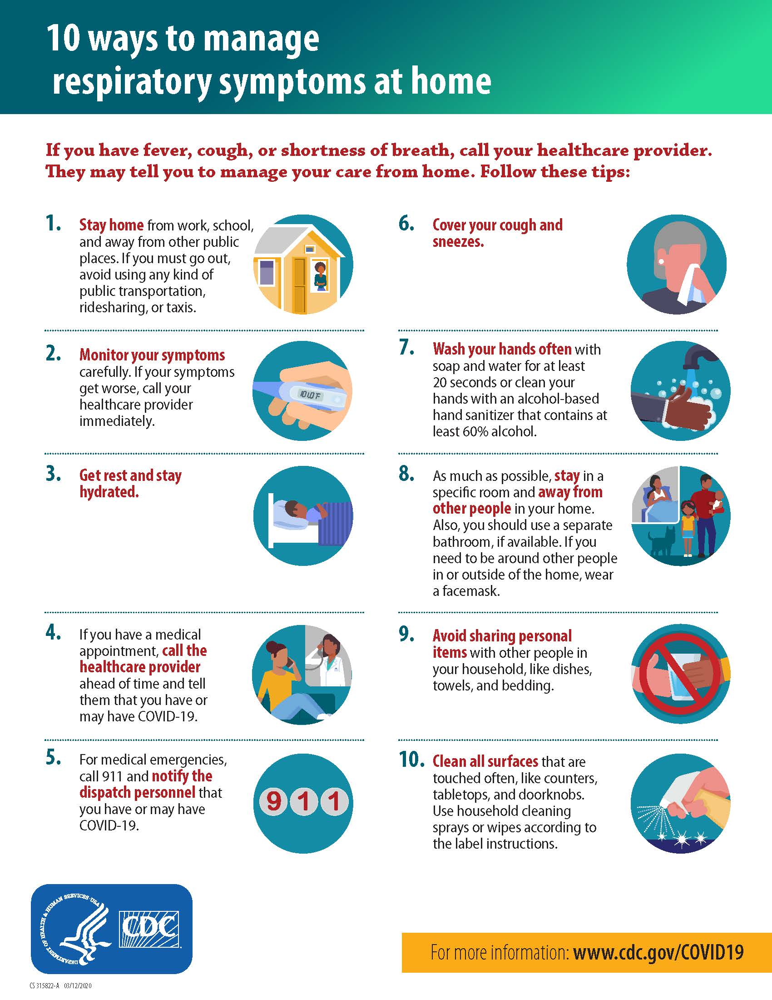 10 ways to manage
respiratory symptoms at home
If you have fever, cough, or shortness of breath, call your healthcare provider.
They may tell you to manage your care from home. Follow these tips:
1. Stay home from work, school,
and away from other public
places. If you must go out,
avoid using any kind of
public transportation,
ridesharing, or taxis.
2. Monitor your symptoms
carefully. If your symptoms
get worse, call your
healthcare provider
immediately.
101.0°F
3. Get rest and stay
hydrated.
4. If you have a medical
appointment, call the
healthcare provider
ahead of time and tell
them that you have or
may have COVID-19.
5. For medical emergencies,
call 911 and notify the
dispatch personnel that
you have or may have
COVID-19.
911
6. Cover your cough and
sneezes.
7. Wash your hands often with
soap and water for at least
20 seconds or clean your
hands with an alcohol-based
hand sanitizer that contains at
least 60% alcohol.
8. As much as possible, stay in a
specific room and away from
other people in your home.
Also, you should use a separate
bathroom, if available. If you
need to be around other people
in or outside of the home, wear
a facemask.
9. Avoid sharing personal
items with other people in
your household, like dishes,
towels, and bedding.
10. Clean all surfaces that are
touched often, like counters,
tabletops, and doorknobs.
Use household cleaning
sprays or wipes according to
the label instructions.
DEPARTMENT OF HEALTH & HUMAN SERVICES·USA
CDC
For more information: www.cdc.gov/COVID19
CS 315822-A 03/12/2020